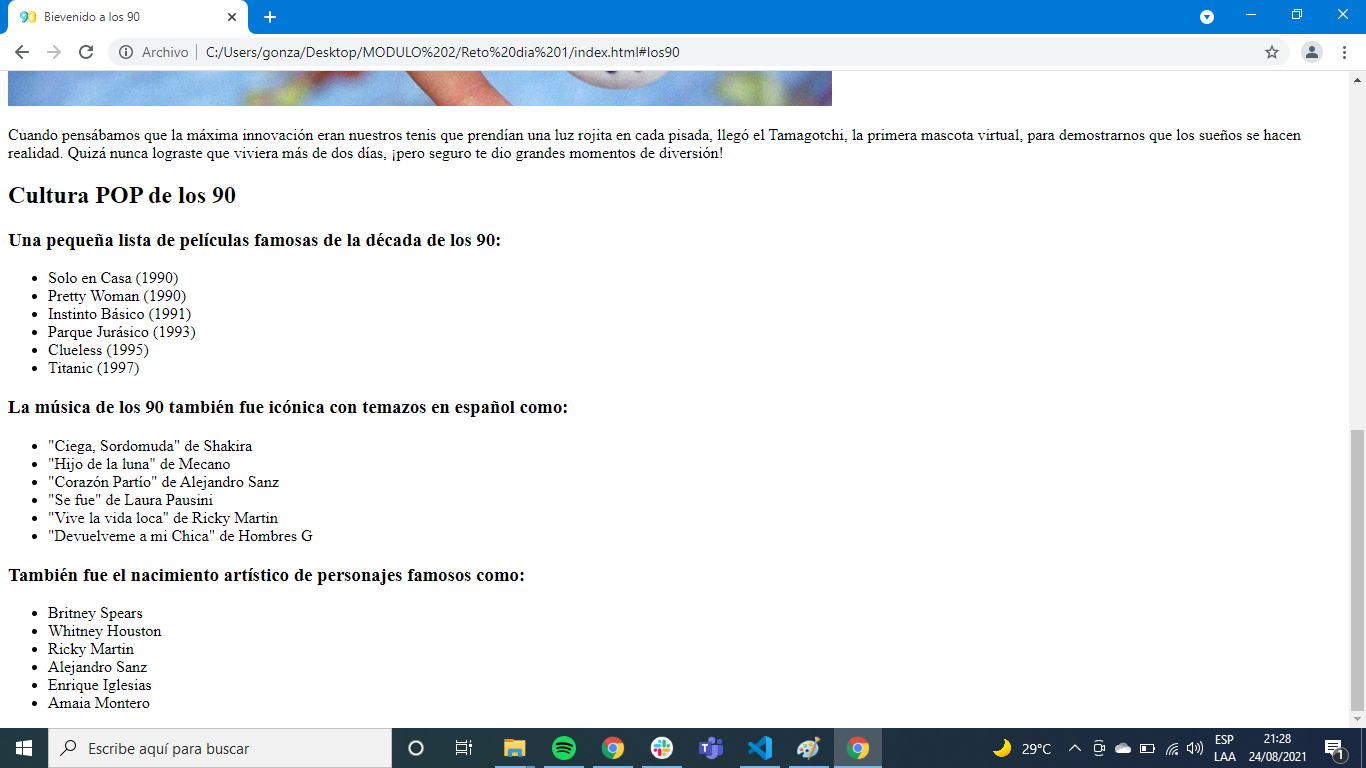 Bievenido a los 90
Archivo
C:/Users/gonza/Desktop/MODULO%202/Reto%20dia%201/index.html#los90
Cuando pensábamos que la máxima innovación eran nuestros tenis que prendían una luz rojita en cada pisada, llegó el Tamagotchi, la primera mascota virtual, para demostrarnos que los sueños se hacen
realidad. Quizá nunca lograste que viviera más de dos días, ¡pero seguro te dio grandes momentos de diversión!
Cultura POP de los 90
Una pequeña lista de películas famosas de la década de los 90:
Solo en Casa (1990)
Pretty Woman (1990)
Instinto Básico (1991)
Parque Jurásico (1993)
Clueless (1995)
Titanic (1997)
La música de los 90 también fue icónica con temazos en español como:
"Ciega, Sordomuda" de Shakira
"Hijo de la luna" de Mecano
"Corazón Partío" de Alejandro Sanz
"Se fue" de Laura Pausini
"Vive la vida loca" de Ricky Martin
"Devuelveme a mi Chica" de Hombres G
También fue el nacimiento artístico de personajes famosos como:
Britney Spears
Whitney Houston
Ricky Martin
Alejandro Sanz
Enrique Iglesias
Amaia Montero
Escribe aquí para buscar
29°C
ESP
LAA
21:28
24/08/2021
1